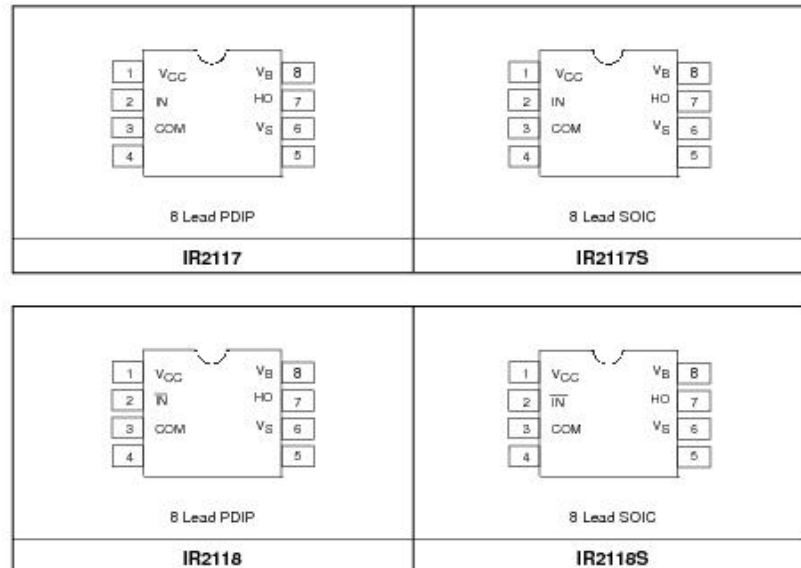 1 VCC VB 8
2 IN HO 7
3 COM VS 6
4 5
8 Lead PDIP
IR2117
1 VCC VB 8
2 IN HO 7
3 COM VS 6
4 5
8 Lead SOIC
IR2117S
1 VCC VB 8
2 I̅N̅ HO 7
3 COM VS 6
4 5
8 Lead PDIP
IR2118
1 VCC VB 8
2 I̅N̅ HO 7
3 COM VS 6
4 5
8 Lead SOIC
IR2118S